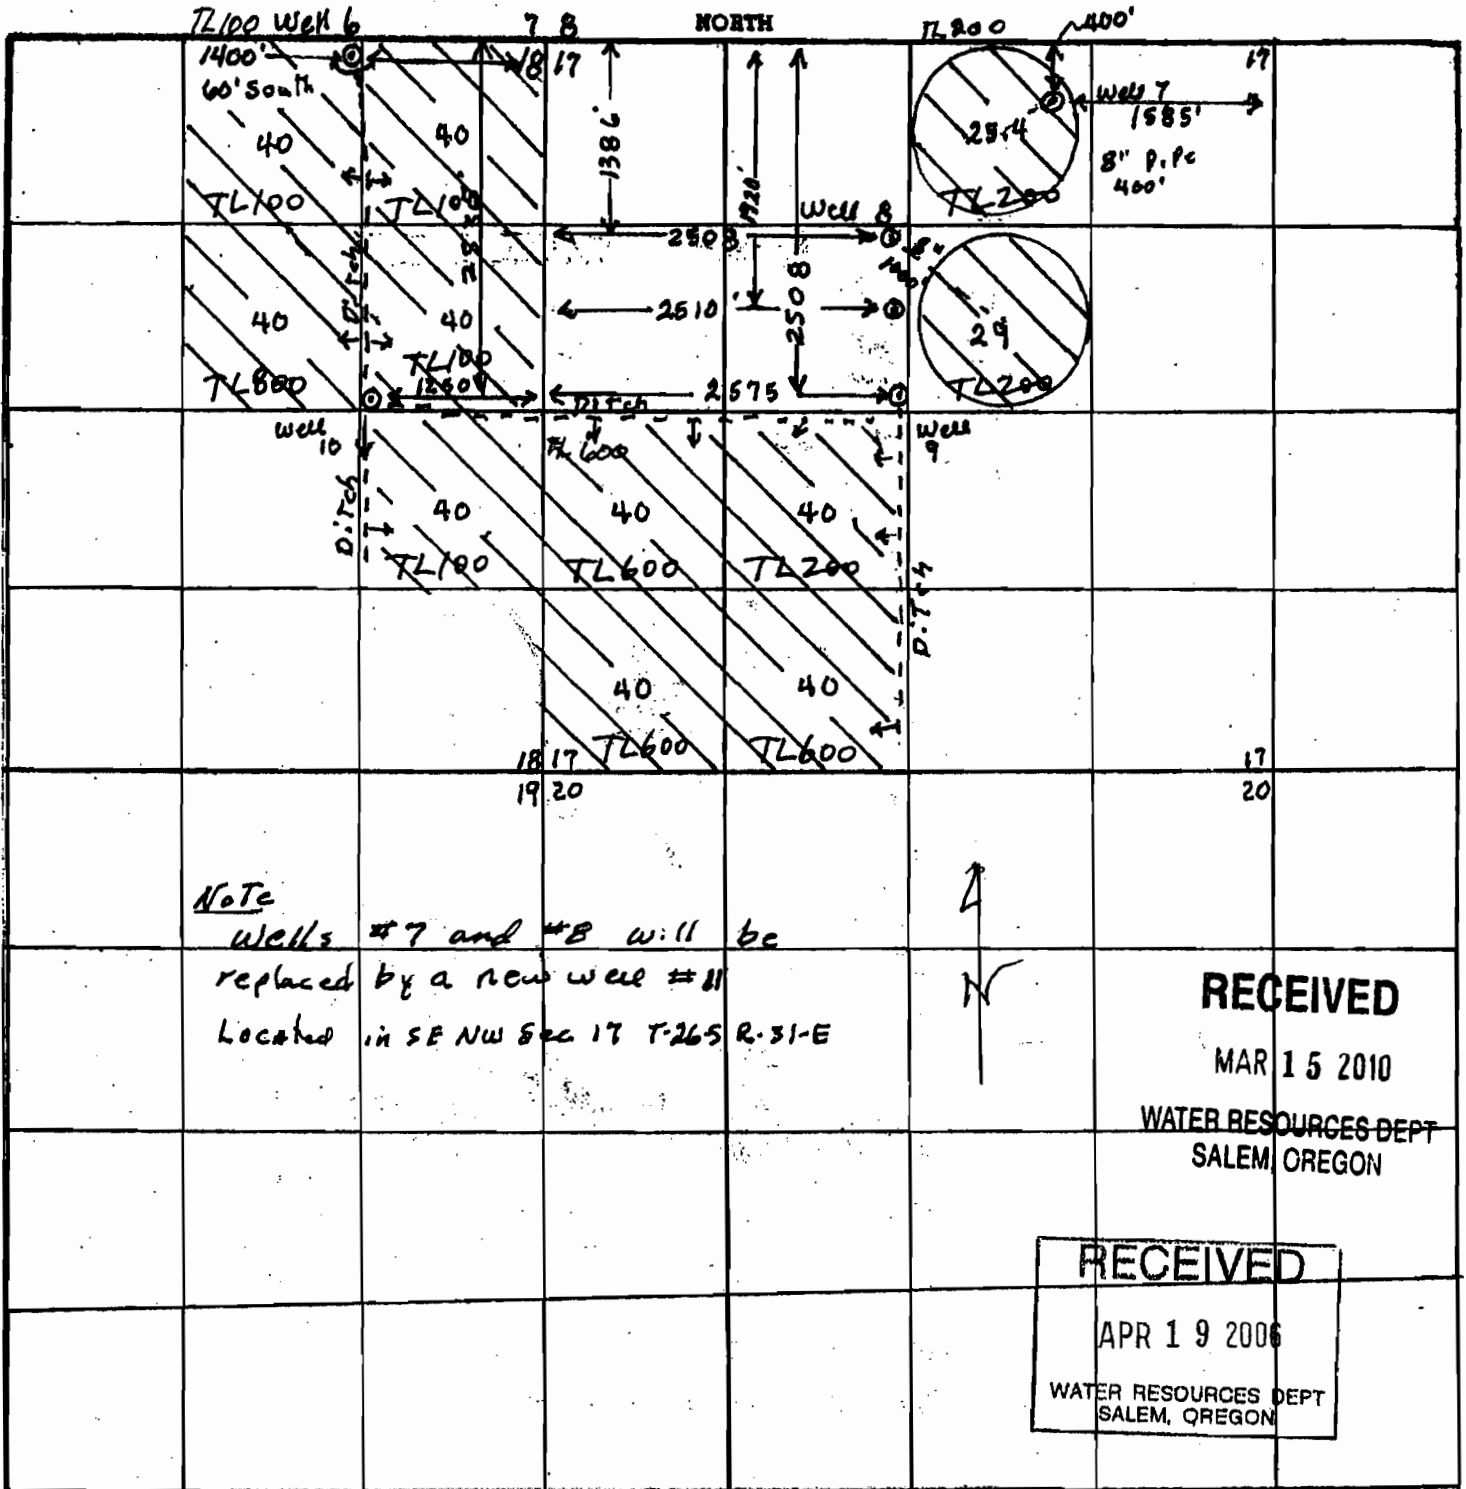 TL100 Well 6
7 8
NORTH
TL200
400'
1400'
18 17
17
60' South
Well 7
1585'
8" Pipe
400'
40
40
1386'
1920'
TL100
TL100
TL200
Well 8
2508
8"
Ditch
2510'
2508
40
40
29
TL800
TL100
TL200
1260
2575
Ditch
Well
10
TL600
Well
9
Ditch
40
40
40
TL100
TL600
TL200
Ditch
40
40
TL600
TL600
18 17
17
19 20
20
Note
Wells #7 and #8 will be
replaced by a new well #11
Located in SE NW Sec 17 T-26-S R-31-E
N
RECEIVED
MAR 15 2010
WATER RESOURCES DEPT
SALEM, OREGON
RECEIVED
APR 19 2006
WATER RESOURCES DEPT
SALEM, OREGON